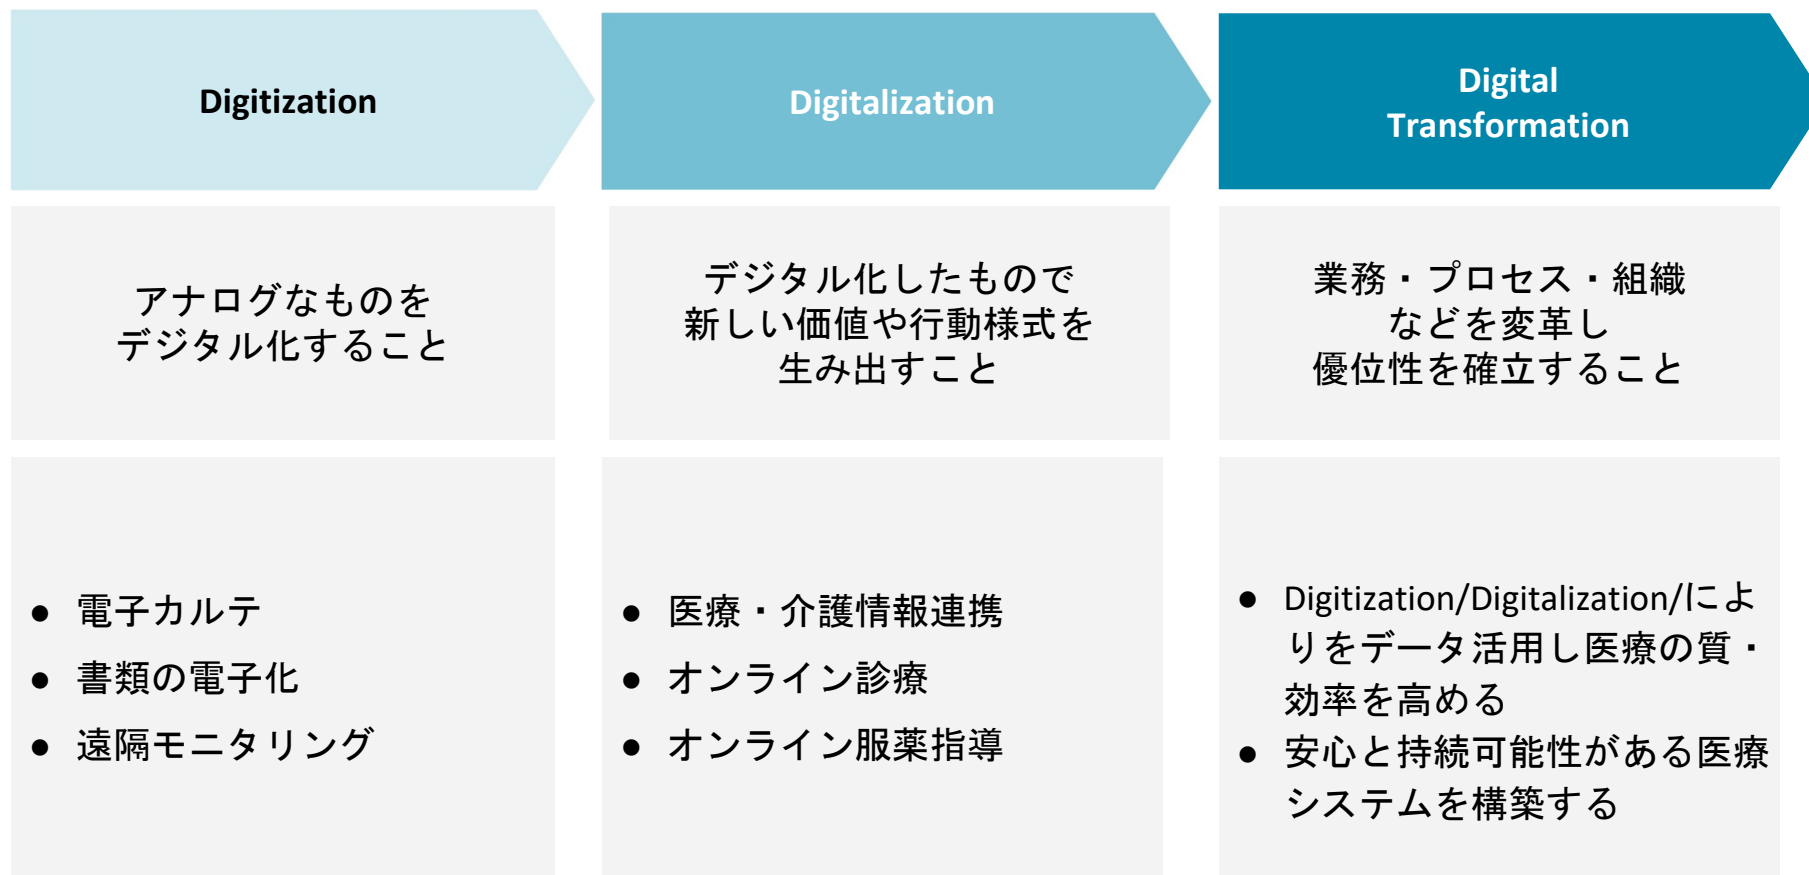 Digitization
Digitalization
Digital
Transformation
アナログなものを
デジタル化すること
デジタル化したもので
新しい価値や行動様式を
生み出すこと
業務・プロセス・組織
などを変革し
優位性を確立すること
● 電子カルテ
● 書類の電子化
● 遠隔モニタリング
● 医療・介護情報連携
● オンライン診療
● オンライン服薬指導
● Digitization/Digitalization/によ
りをデータ活用し医療の質・
効率を高める
● 安心と持続可能性がある医療
システムを構築する